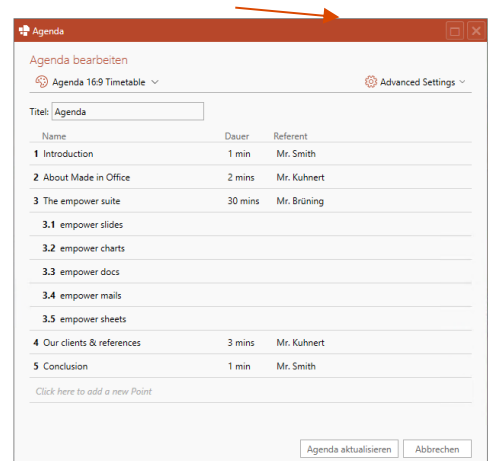 Agenda
Agenda bearbeiten
Agenda 16:9 Timetable
Advanced Settings
Titel: Agenda
Name Dauer Referent
1 Introduction 1 min Mr. Smith
2 About Made in Office 2 mins Mr. Kuhnert
3 The empower suite 30 mins Mr. Brüning
3.1 empower slides
3.2 empower charts
3.3 empower docs
3.4 empower mails
3.5 empower sheets
4 Our clients & references 3 mins Mr. Kuhnert
5 Conclusion 1 min Mr. Smith
Click here to add a new Point
Agenda aktualisieren Abbrechen